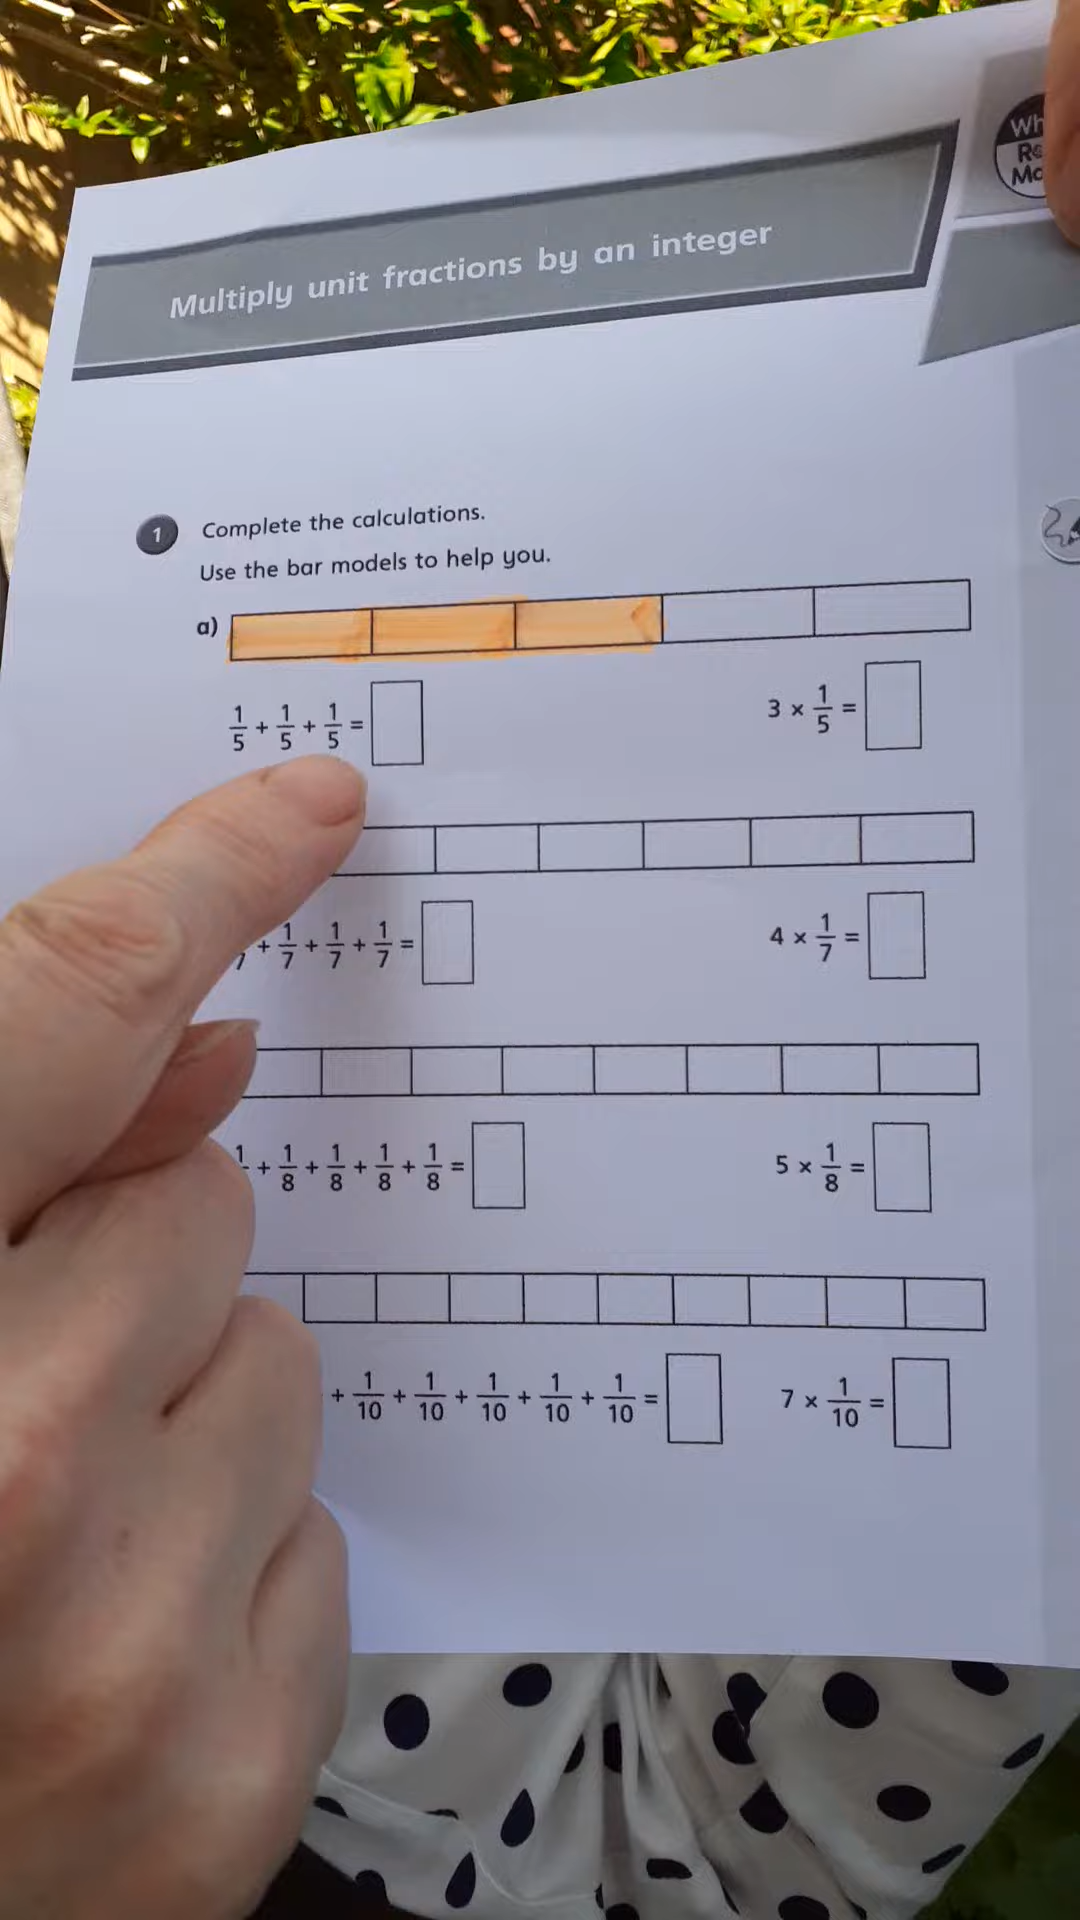 Multiply unit fractions by an integer
1 Complete the calculations.
Use the bar models to help you.
a)
1/5 + 1/5 + 1/5 = 3 × 1/5 =
+ 1/7 + 1/7 + 1/7 = 4 × 1/7 =
+ 1/8 + 1/8 + 1/8 + 1/8 = 5 × 1/8 =
+ 1/10 + 1/10 + 1/10 + 1/10 + 1/10 = 7 × 1/10 =